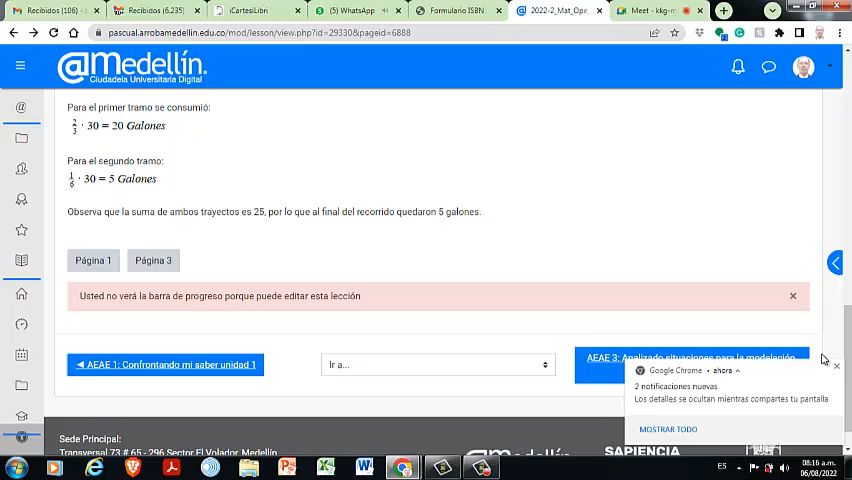 Recibidos (106) -
Recibidos (6.235)
iCartesiLibri
(5) WhatsApp
Formulario ISBN
2022-2_Mat_Ope
Meet - kkg-m
pascual.arrobamedellin.edu.co/mod/lesson/view.php?id=29330&pageid=6888
@Medellín.
Ciudadela Universitaria Digital
Para el primer tramo se consumió:
2/3 · 30 = 20 Galones
Para el segundo tramo:
1/6 · 30 = 5 Galones
Observa que la suma de ambos trayectos es 25, por lo que al final del recorrido quedaron 5 galones.
Página 1
Página 3
Usted no verá la barra de progreso porque puede editar esta lección
◀ AEAE 1: Confrontando mi saber unidad 1
Ir a...
AEAE 3: Analizado situaciones para la modelación
Google Chrome • ahora
2 notificaciones nuevas
Los detalles se ocultan mientras compartes tu pantalla
MOSTRAR TODO
Sede Principal:
Transversal 73 # 65 - 296 Sector El Volador, Medellín
@Medellín
SAPIENCIA
ES
08:16 a.m.
06/08/2022